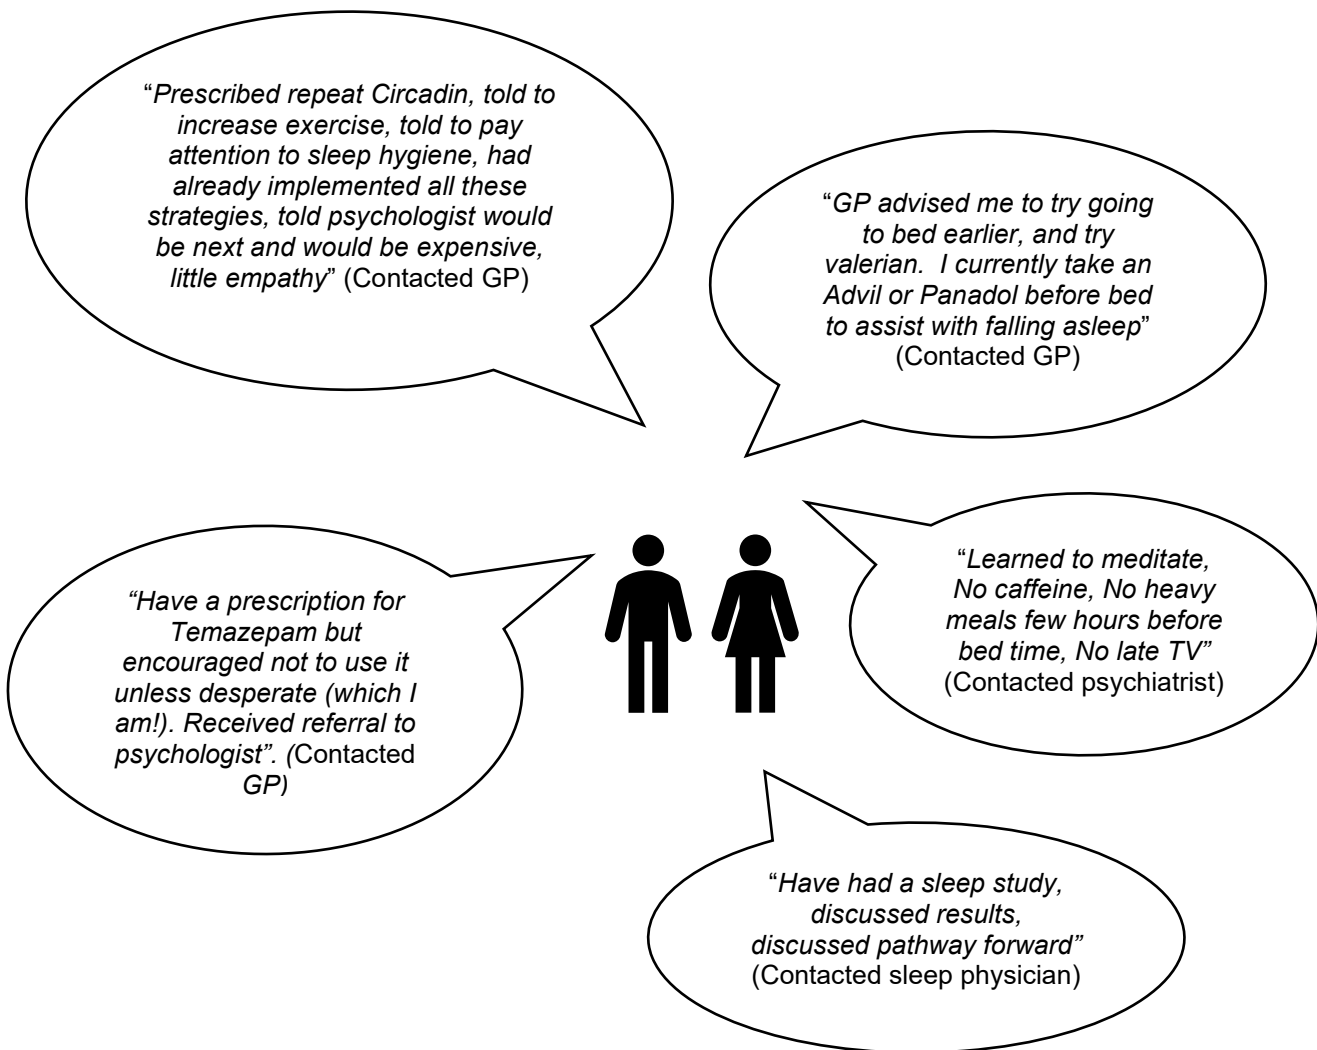 “Prescribed repeat Circadin, told to
increase exercise, told to pay
attention to sleep hygiene, had
already implemented all these
strategies, told psychologist would
be next and would be expensive,
little empathy” (Contacted GP)
“GP advised me to try going
to bed earlier, and try
valerian.  I currently take an
Advil or Panadol before bed
to assist with falling asleep”
(Contacted GP)
“Have a prescription for
Temazepam but
encouraged not to use it
unless desperate (which I
am!). Received referral to
psychologist”. (Contacted
GP)
“Learned to meditate,
No caffeine, No heavy
meals few hours before
bed time, No late TV”
(Contacted psychiatrist)
“Have had a sleep study,
discussed results,
discussed pathway forward”
(Contacted sleep physician)